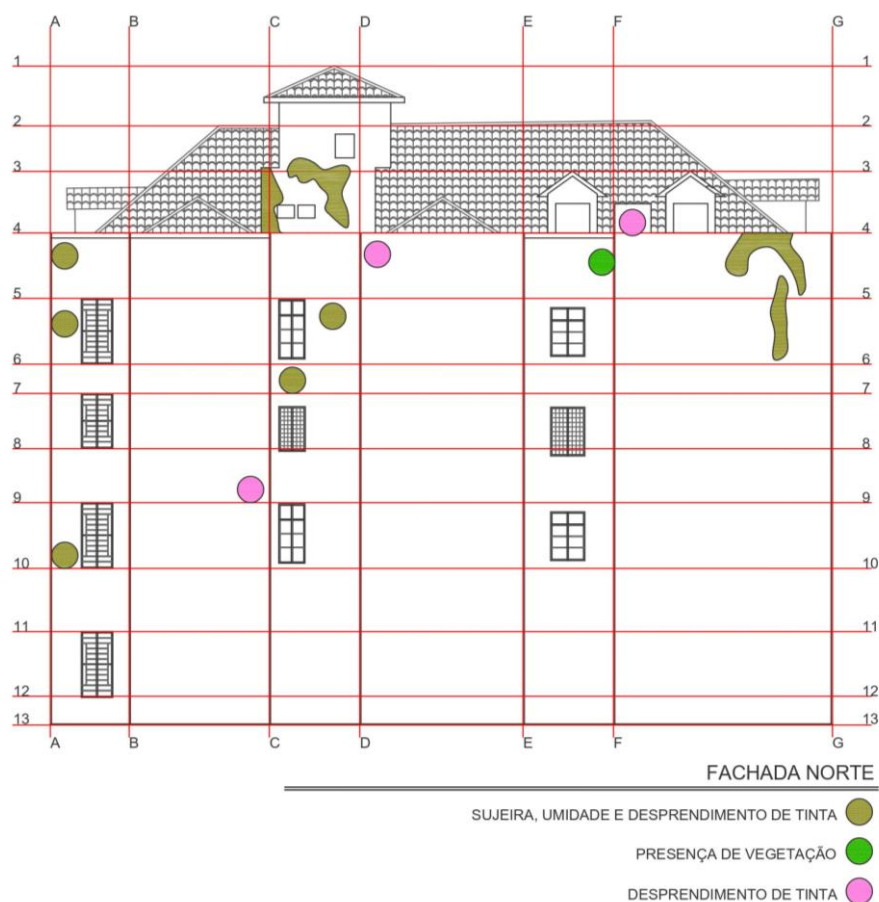 A B C D E F G
1 1
2 2
3 3
4 4
5 5
6 6
7 7
8 8
9 9
10 10
11 11
12 12
13 13
A B C D E F G
FACHADA NORTE
SUJEIRA, UMIDADE E DESPRENDIMENTO DE TINTA
PRESENÇA DE VEGETAÇÃO
DESPRENDIMENTO DE TINTA